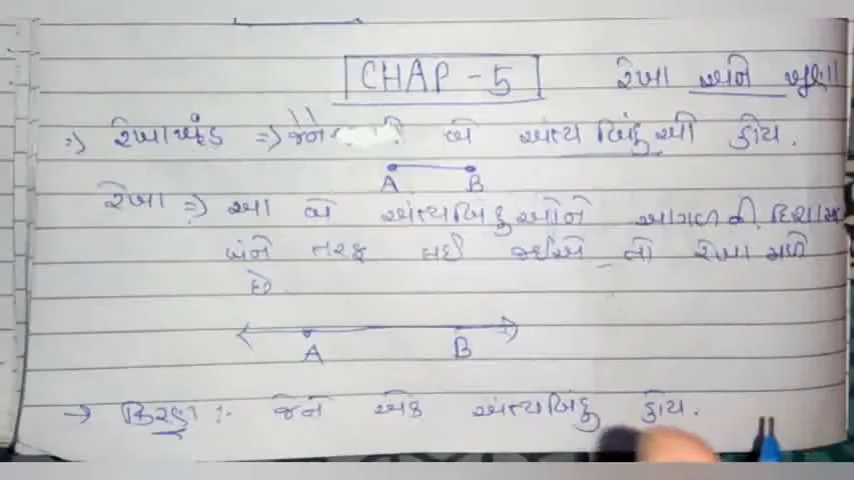 CHAP - 5 રેખા અને ખૂણા
⇒ રેખાખંડ ⇒ જેને બે અંત્યબિંદુઓ હોય.
A B
રેખા ⇒ આ બે અંત્યબિંદુઓને આગળની દિશામાં
બંને તરફ લઈ જઈએ તો રેખા મળે
છે.
A B
→ કિરણ :- જેને એક અંત્યબિંદુ હોય.